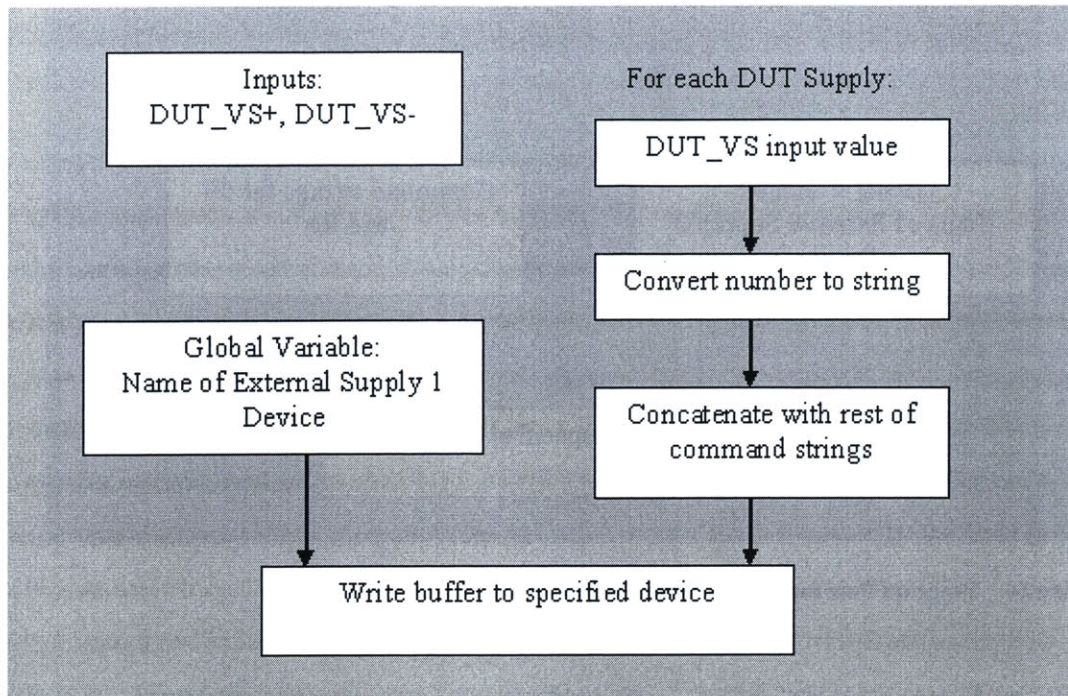 Inputs:
DUT_VS+, DUT_VS-
For each DUT Supply:
DUT_VS input value
Convert number to string
Global Variable:
Name of External Supply 1
Device
Concatenate with rest of
command strings
Write buffer to specified device